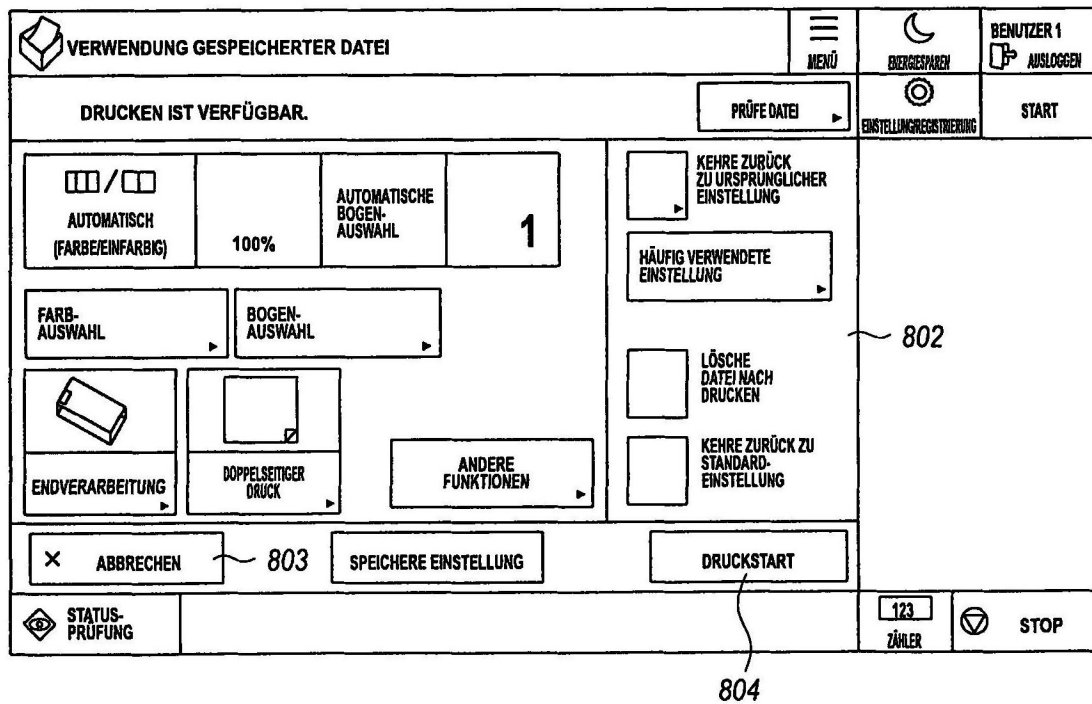 VERWENDUNG GESPEICHERTER DATEI
MENÜ
ENERGIESPAREN
BENUTZER 1
AUSLOGGEN
DRUCKEN IST VERFÜGBAR.
PRÜFE DATEI
EINSTELLUNG/REGISTRIERUNG
START
AUTOMATISCH
(FARBE/EINFARBIG)
100%
AUTOMATISCHE
BOGEN-
AUSWAHL
1
KEHRE ZURÜCK
ZU URSPRÜNGLICHER
EINSTELLUNG
HÄUFIG VERWENDETE
EINSTELLUNG
FARB-
AUSWAHL
BOGEN-
AUSWAHL
802
LÖSCHE
DATEI NACH
DRUCKEN
KEHRE ZURÜCK ZU
STANDARD-
EINSTELLUNG
ENDVERARBEITUNG
DOPPELSEITIGER
DRUCK
ANDERE
FUNKTIONEN
× ABBRECHEN
803
SPEICHERE EINSTELLUNG
DRUCKSTART
STATUS-
PRÜFUNG
123
ZÄHLER
STOP
804